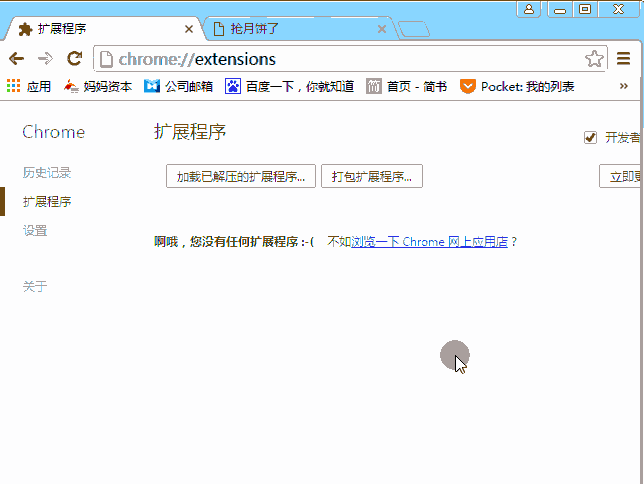 扩展程序
抢月饼了
chrome://extensions
应用 妈妈资本 公司邮箱 百度一下，你就知道 首页 - 简书 Pocket: 我的列表 »
Chrome 扩展程序
开发者
历史记录
加载已解压的扩展程序... 打包扩展程序... 立即更
扩展程序
设置
啊哦，您没有任何扩展程序 :-( 不如浏览一下 Chrome 网上应用店？
关于